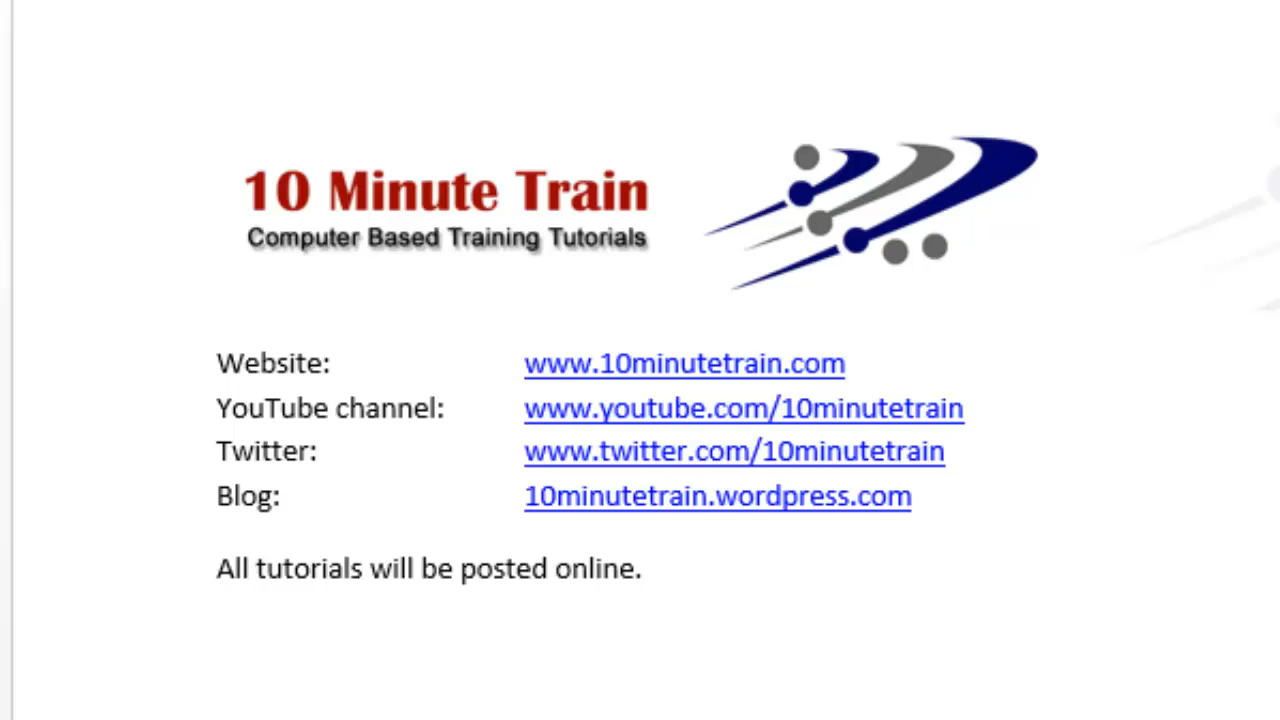 10 Minute Train
Computer Based Training Tutorials
Website: www.10minutetrain.com
YouTube channel: www.youtube.com/10minutetrain
Twitter: www.twitter.com/10minutetrain
Blog: 10minutetrain.wordpress.com
All tutorials will be posted online.